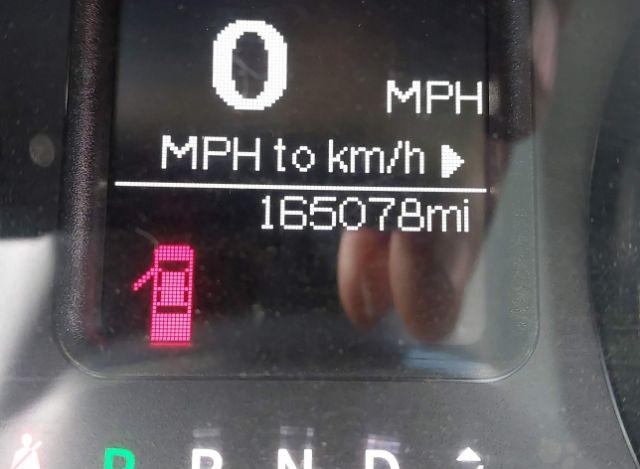 0
MPH
MPH to km/h
165078mi
P R N D